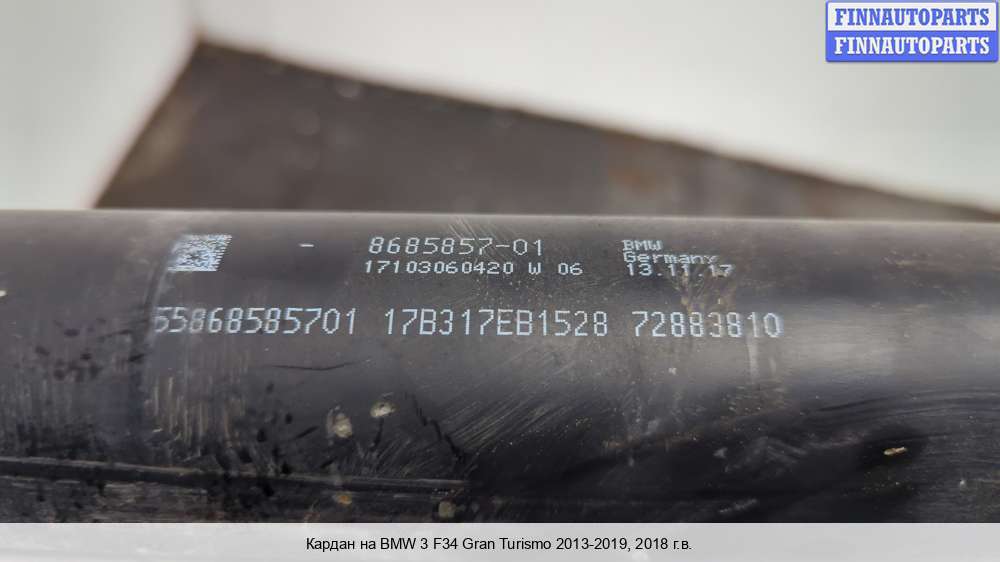 FINNAUTOPARTS
FINNAUTOPARTS
- 8685857-01
17103060420 W 06
BMW
Germany
13.11.17
55868585701 17B317EB1528 72883810
Кардан на BMW 3 F34 Gran Turismo 2013-2019, 2018 г.в.